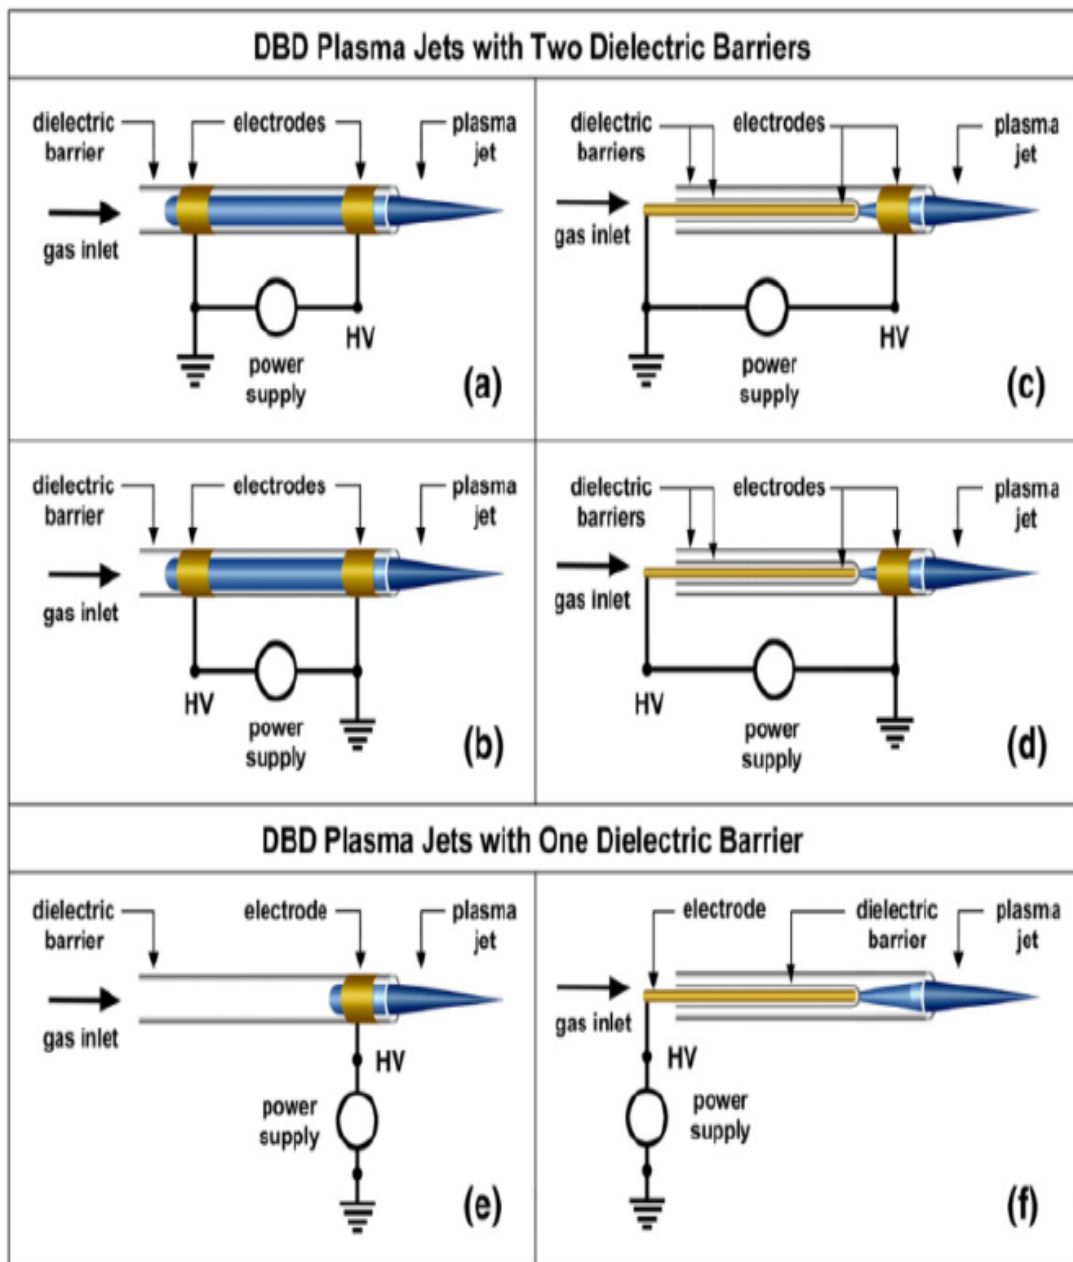 DBD Plasma Jets with Two Dielectric Barriers
dielectric
barrier
electrodes
plasma
jet
gas inlet
HV
power
supply
(a)
dielectric
barriers
electrodes
plasma
jet
gas inlet
HV
power
supply
(c)
dielectric
barrier
electrodes
plasma
jet
gas inlet
HV
power
supply
(b)
dielectric
barriers
electrodes
plasma
jet
gas inlet
HV
power
supply
(d)
DBD Plasma Jets with One Dielectric Barrier
dielectric
barrier
electrode
plasma
jet
gas inlet
HV
power
supply
(e)
electrode
dielectric
barrier
plasma
jet
gas inlet
HV
power
supply
(f)